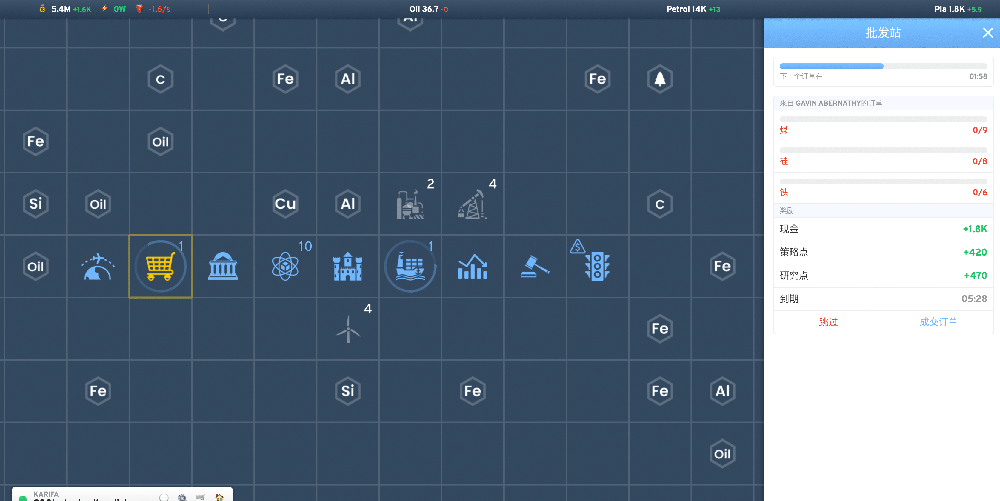 5.4M +1.6K 0W -1.6/s Oil 36.7 -0 Petrol 14K +13 Pla 1.8K +5.9
批发站
下一个订单在 01:58
来自 GAVIN ABERNATHY的订单
煤 0/9
硅 0/8
铁 0/6
奖励
现金 +1.8K
策略点 +420
研究点 +470
到期 05:28
跳过 成交订单
C Al
C Fe Al Fe
Fe Oil
Si Oil Cu Al 2 4 C
Oil 1 10 1 $ Fe
4 Fe
Fe Si Fe Fe Al
Oil
KARIFA